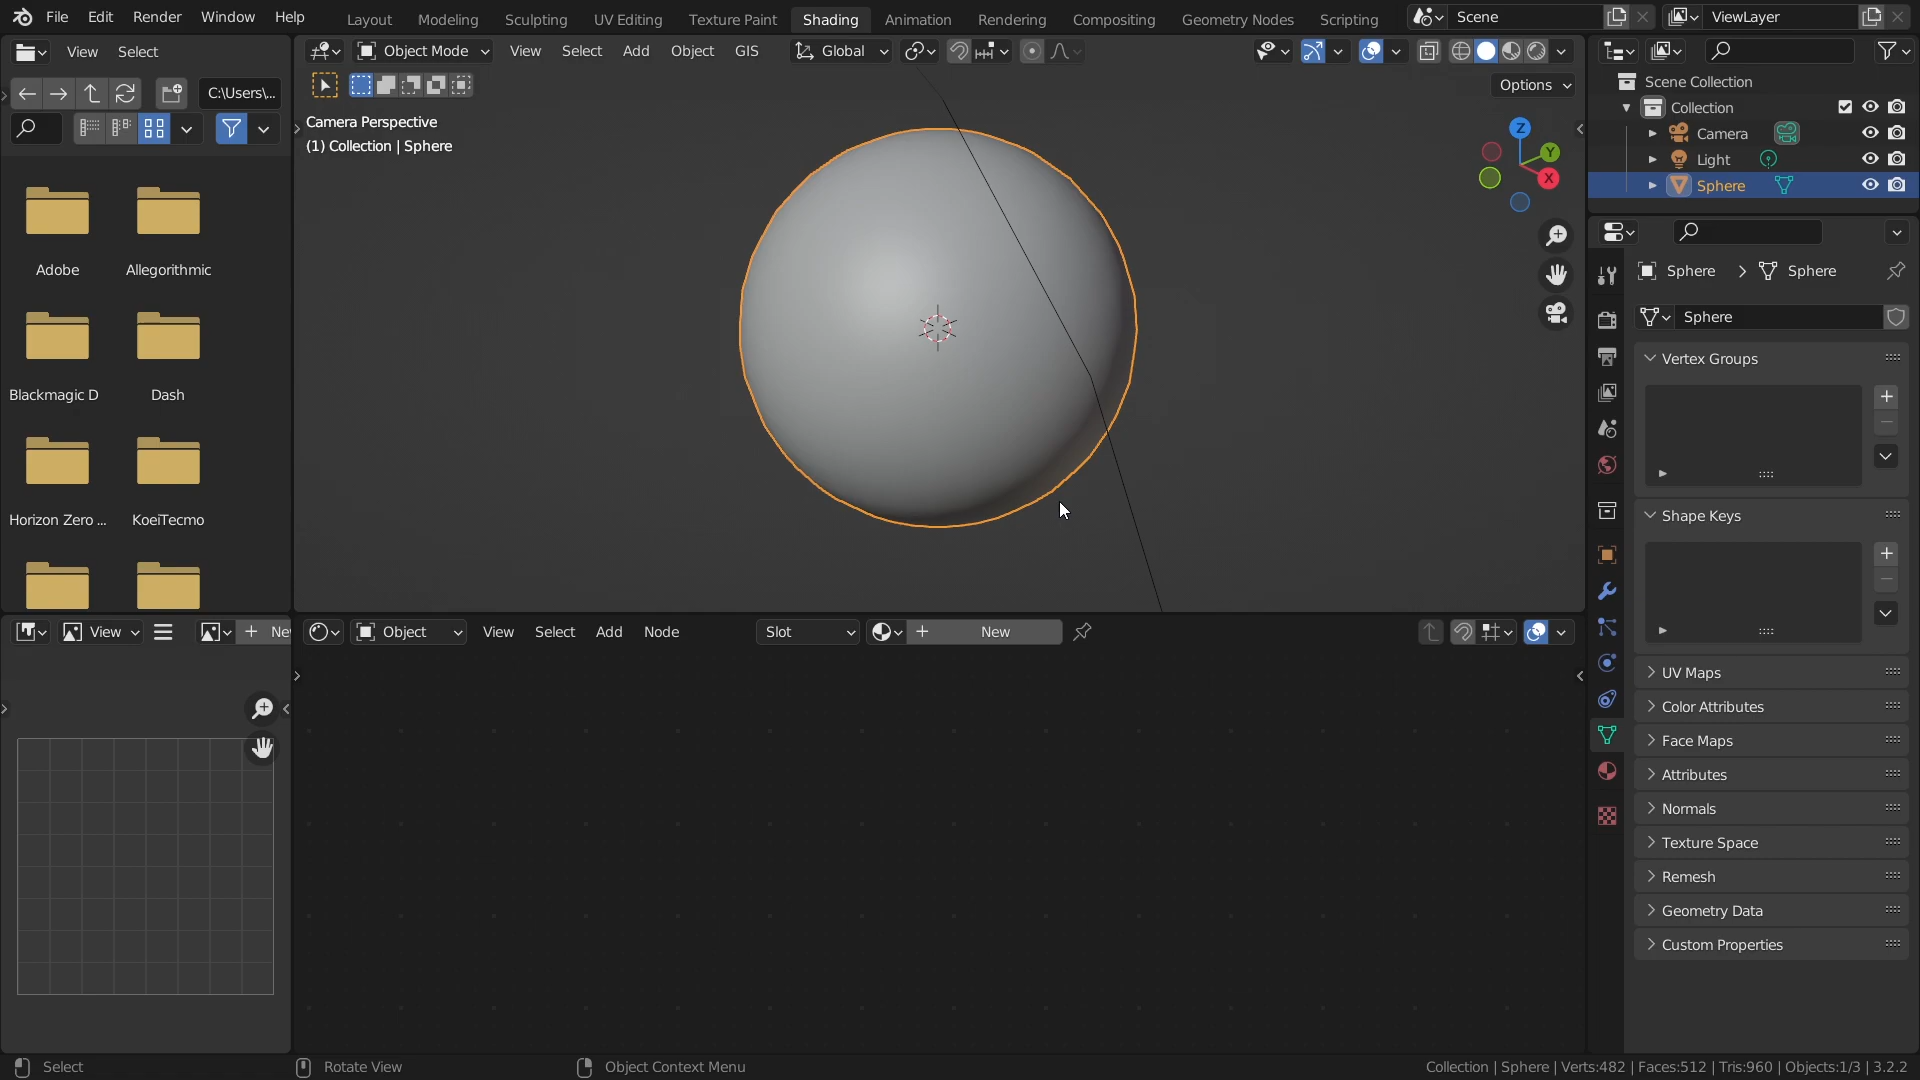 File Edit Render Window Help
Layout Modeling Sculpting UV Editing Texture Paint Shading Animation Rendering Compositing Geometry Nodes Scripting
Scene
ViewLayer
View Select
C:\Users\...
Adobe
Allegorithmic
Blackmagic D
Dash
Horizon Zero ...
KoeiTecmo
Object Mode View Select Add Object GIS Global
Options
Camera Perspective
(1) Collection | Sphere
Z
Y
X
Scene Collection
Collection
Camera
Light
Sphere
Sphere > Sphere
Sphere
Vertex Groups
Shape Keys
UV Maps
Color Attributes
Face Maps
Attributes
Normals
Texture Space
Remesh
Geometry Data
Custom Properties
View
+ Ne
Object View Select Add Node
Slot
+ New
Select
Rotate View
Object Context Menu
Collection | Sphere | Verts:482 | Faces:512 | Tris:960 | Objects:1/3 | 3.2.2